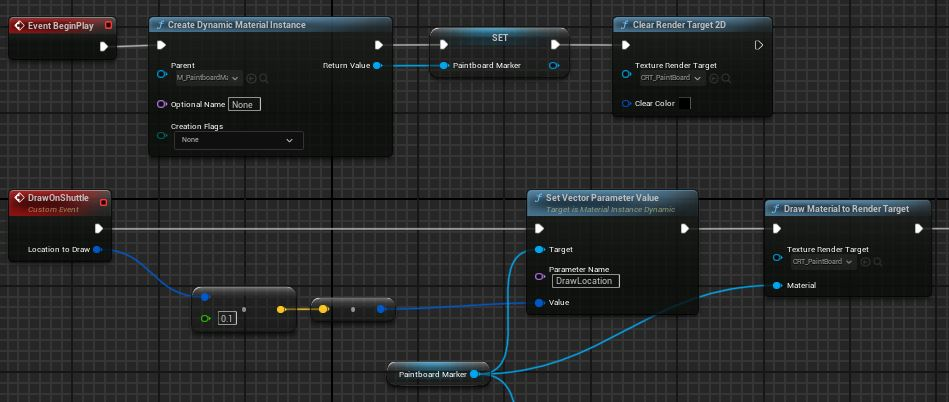 Event BeginPlay
Create Dynamic Material Instance
Parent
M_PaintboardMa
Return Value
Optional Name
None
Creation Flags
None
SET
Paintboard Marker
Clear Render Target 2D
Texture Render Target
CRT_PaintBoard
Clear Color
DrawOnShuttle
Custom Event
Location to Draw
0.1
Set Vector Parameter Value
Target is Material Instance Dynamic
Target
Parameter Name
DrawLocation
Value
Draw Material to Render Target
Texture Render Target
CRT_PaintBoard
Material
Paintboard Marker